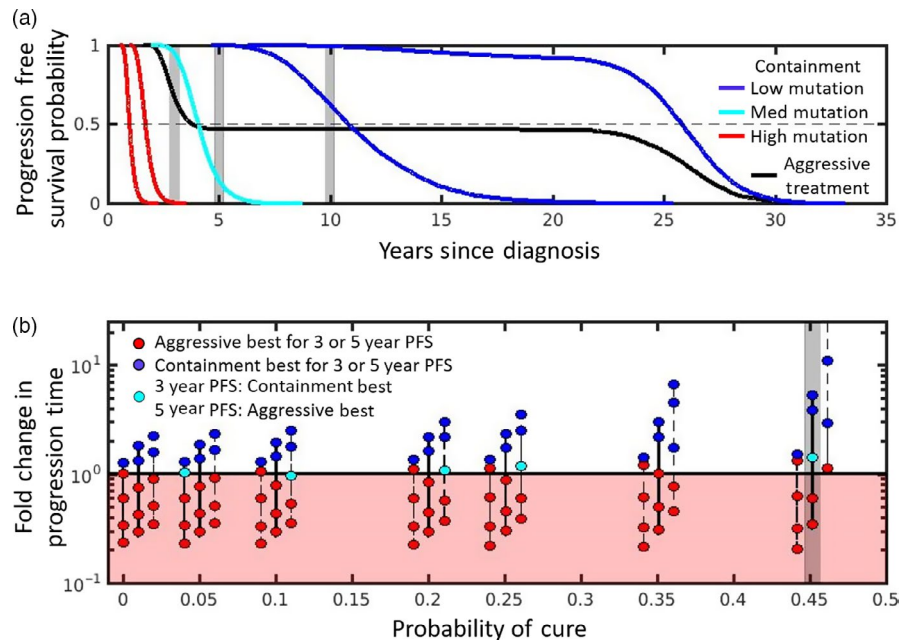 (a)
Progression free
survival probability
1
0.5
0
Containment
Low mutation
Med mutation
High mutation
Aggressive
treatment
0 5 10 15 20 25 30 35
Years since diagnosis
(b)
Fold change in
progression time
10^1
10^0
10^-1
Aggressive best for 3 or 5 year PFS
Containment best for 3 or 5 year PFS
3 year PFS: Containment best
5 year PFS: Aggressive best
0 0.05 0.1 0.15 0.2 0.25 0.3 0.35 0.4 0.45 0.5
Probability of cure